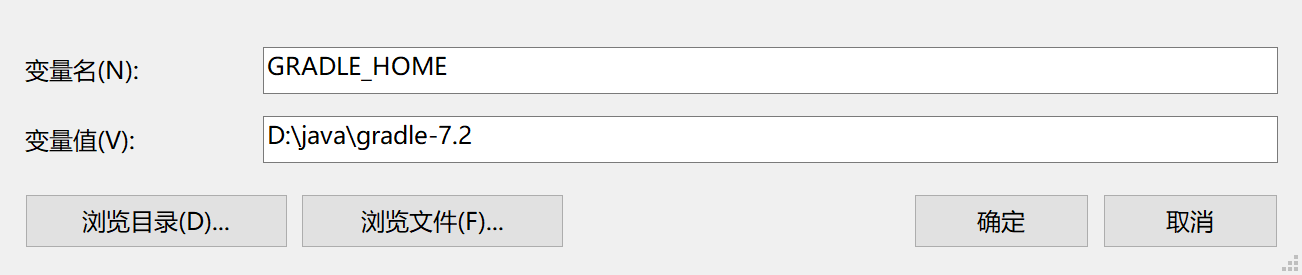 变量名(N):
GRADLE_HOME
变量值(V):
D:\java\gradle-7.2
浏览目录(D)...
浏览文件(F)...
确定
取消